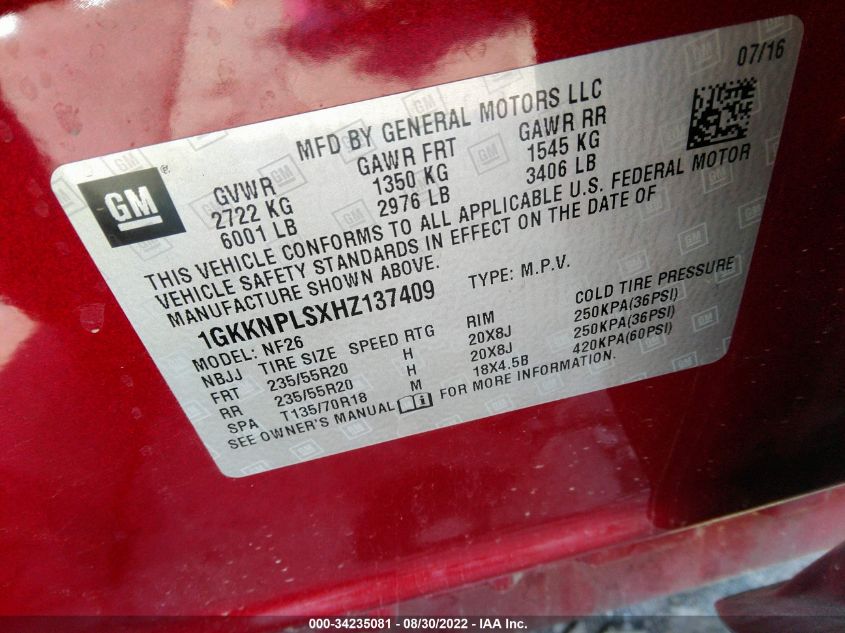 07/16
MFD BY GENERAL MOTORS LLC
GM
GVWR GAWR FRT GAWR RR
2722 KG 1350 KG 1545 KG
6001 LB 2976 LB 3406 LB
THIS VEHICLE CONFORMS TO ALL APPLICABLE U.S. FEDERAL MOTOR
VEHICLE SAFETY STANDARDS IN EFFECT ON THE DATE OF
MANUFACTURE SHOWN ABOVE.
1GKKNPLSXHZ137409 TYPE: M.P.V.
MODEL: NF26
NBJJ TIRE SIZE SPEED RTG RIM COLD TIRE PRESSURE
FRT 235/55R20 H 20X8J 250KPA(36PSI)
RR 235/55R20 H 20X8J 250KPA(36PSI)
SPA T135/70R18 M 18X4.5B 420KPA(60PSI)
SEE OWNER'S MANUAL FOR MORE INFORMATION.
000-34235081 - 08/30/2022 - IAA Inc.